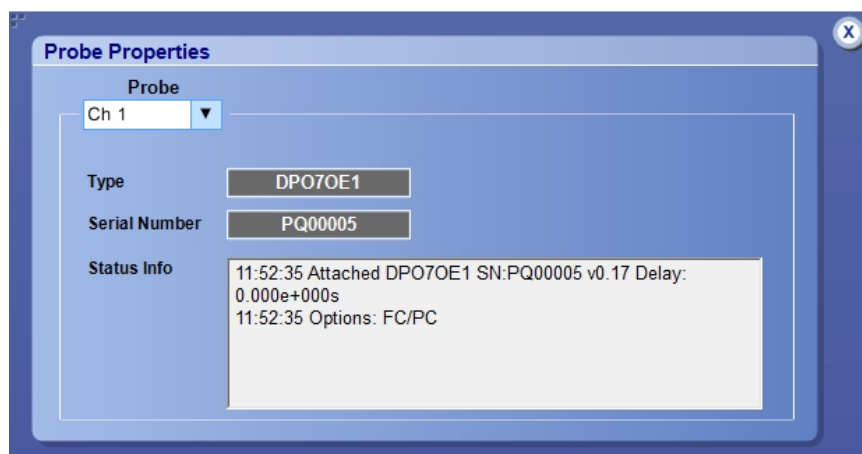 X
Probe Properties
Probe
Ch 1
Type
DPO7OE1
Serial Number
PQ00005
Status Info
11:52:35 Attached DPO7OE1 SN:PQ00005 v0.17 Delay:
0.000e+000s
11:52:35 Options: FC/PC